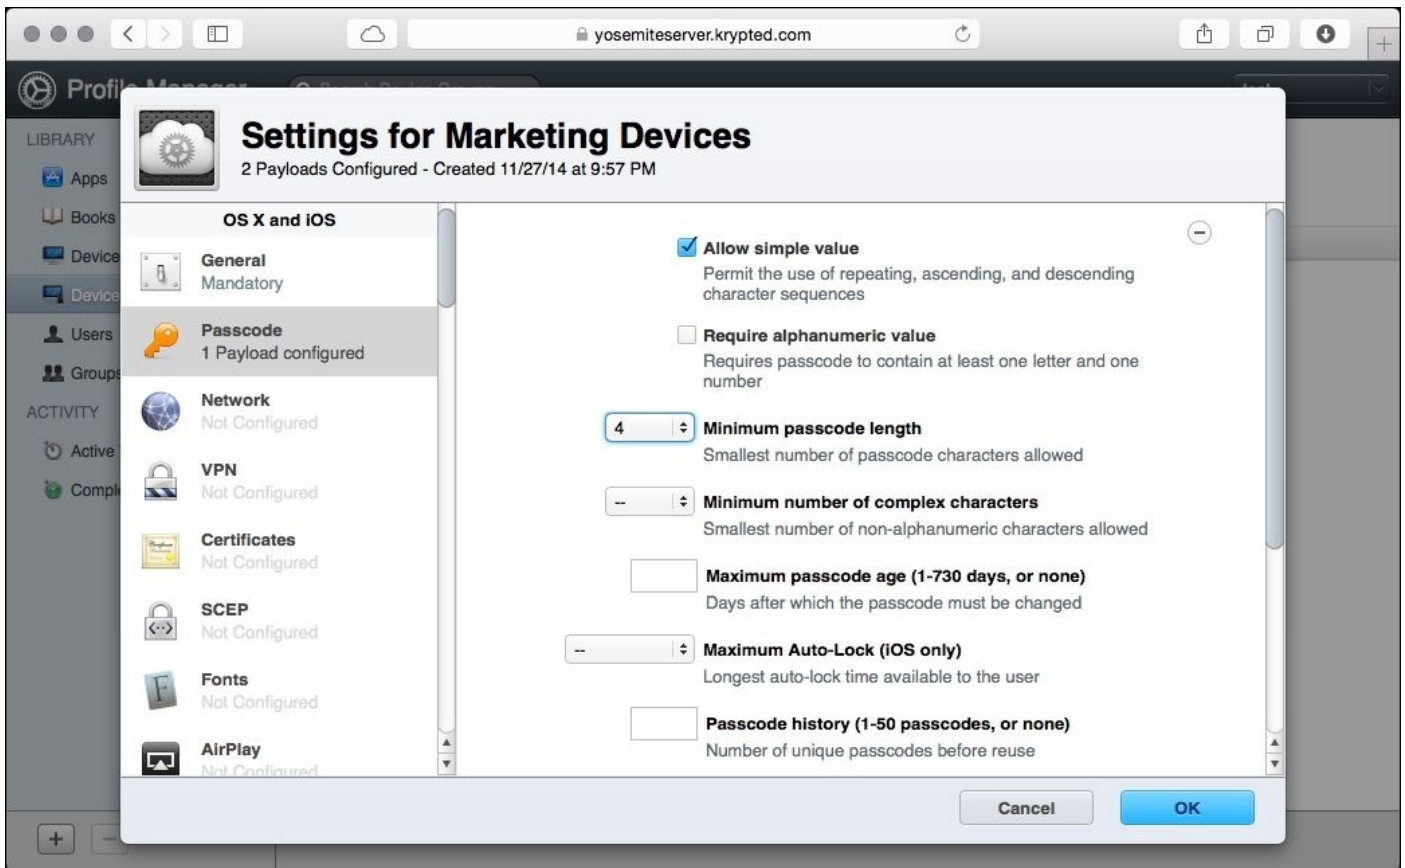 yosemiteserver.krypted.com
LIBRARY
Apps
Books
Device
Device
Users
Groups
ACTIVITY
Active
Settings for Marketing Devices
2 Payloads Configured - Created 11/27/14 at 9:57 PM
OS X and iOS
General
Mandatory
Passcode
1 Payload configured
Network
Not Configured
VPN
Not Configured
Certificates
Not Configured
SCEP
Not Configured
Fonts
Not Configured
AirPlay
Not Configured
Allow simple value
Permit the use of repeating, ascending, and descending
character sequences
Require alphanumeric value
Requires passcode to contain at least one letter and one
number
4 Minimum passcode length
Smallest number of passcode characters allowed
-- Minimum number of complex characters
Smallest number of non-alphanumeric characters allowed
Maximum passcode age (1-730 days, or none)
Days after which the passcode must be changed
-- Maximum Auto-Lock (iOS only)
Longest auto-lock time available to the user
Passcode history (1-50 passcodes, or none)
Number of unique passcodes before reuse
Cancel
OK